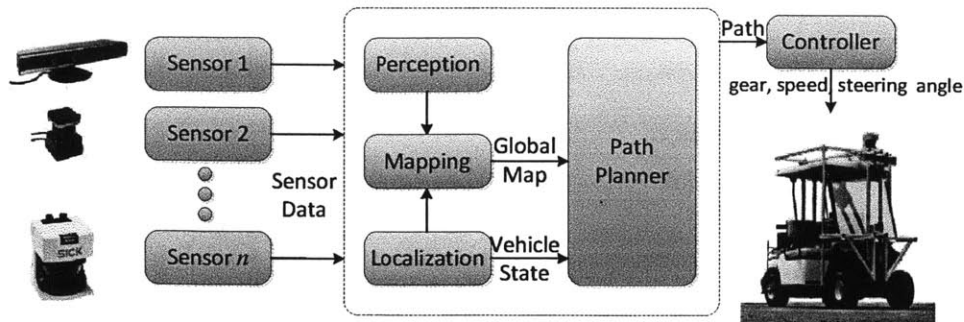 Sensor 1
Sensor 2
Sensor n
SICK
Sensor
Data
Perception
Mapping
Localization
Global
Map
Vehicle
State
Path
Planner
Path
Controller
gear, speed, steering angle